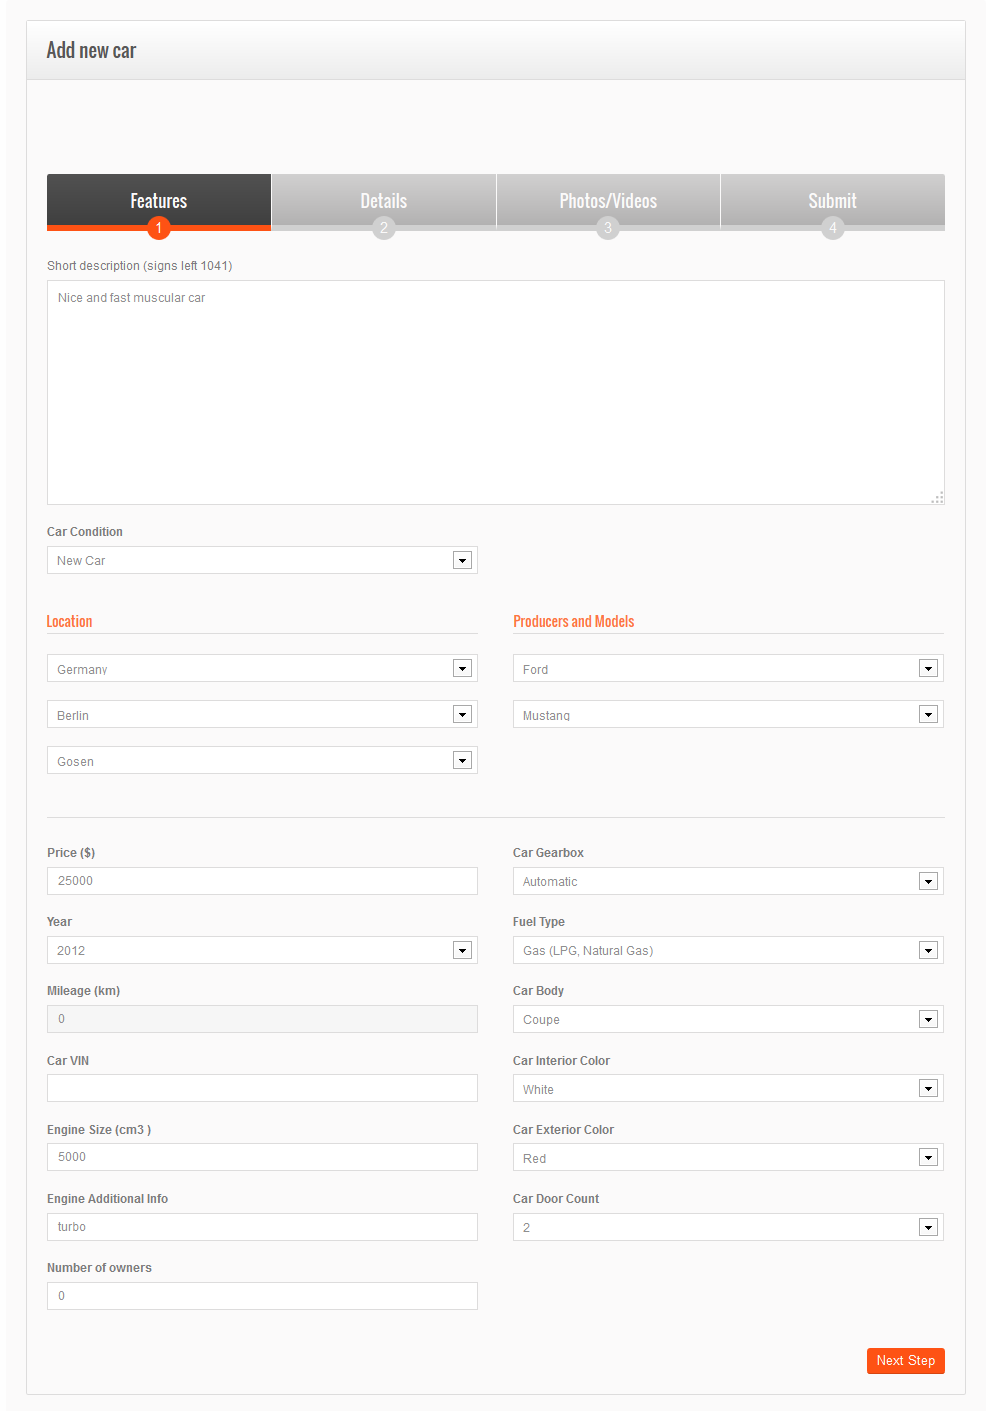 Add new car
Features
Details
Photos/Videos
Submit
1
2
3
4
Short description (signs left 1041)
Nice and fast muscular car
Car Condition
New Car
Location
Germany
Berlin
Gosen
Producers and Models
Ford
Mustang
Price ($)
25000
Year
2012
Mileage (km)
0
Car VIN
Engine Size (cm3 )
5000
Engine Additional Info
turbo
Number of owners
0
Car Gearbox
Automatic
Fuel Type
Gas (LPG, Natural Gas)
Car Body
Coupe
Car Interior Color
White
Car Exterior Color
Red
Car Door Count
2
Next Step